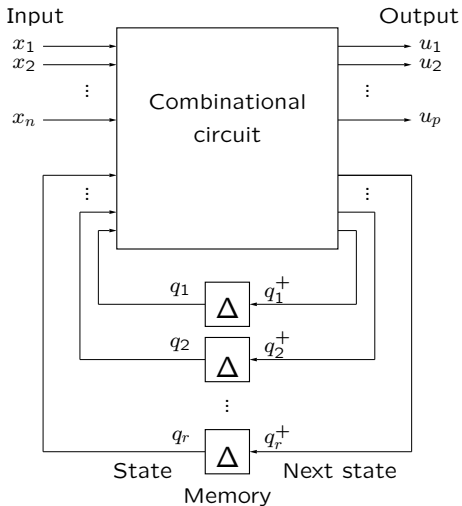 Input Output
x₁ u₁
x₂ u₂
⋮ ⋮
xₙ uₚ
Combinational
circuit
⋮ ⋮
q₁ Δ q₁⁺
q₂ Δ q₂⁺
⋮
qᵣ Δ qᵣ⁺
State Next state
Memory